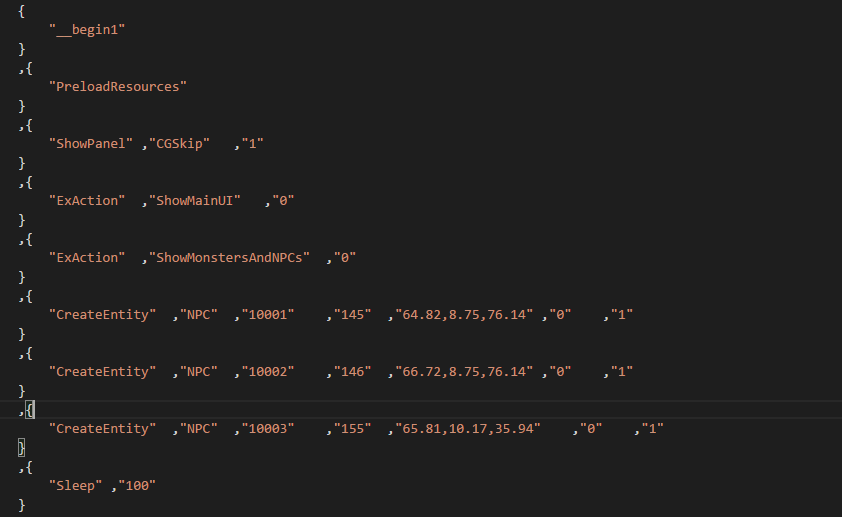 {
    "__begin1"
}
,{
    "PreloadResources"
}
,{
    "ShowPanel" ,"CGSkip"   ,"1"
}
,{
    "ExAction"  ,"ShowMainUI"   ,"0"
}
,{
    "ExAction"  ,"ShowMonstersAndNPCs"  ,"0"
}
,{
    "CreateEntity"  ,"NPC"  ,"10001"    ,"145"  ,"64.82,8.75,76.14" ,"0"    ,"1"
}
,{
    "CreateEntity"  ,"NPC"  ,"10002"    ,"146"  ,"66.72,8.75,76.14" ,"0"    ,"1"
}
,{
    "CreateEntity"  ,"NPC"  ,"10003"    ,"155"  ,"65.81,10.17,35.94"    ,"0"    ,"1"
}
,{
    "Sleep" ,"100"
}